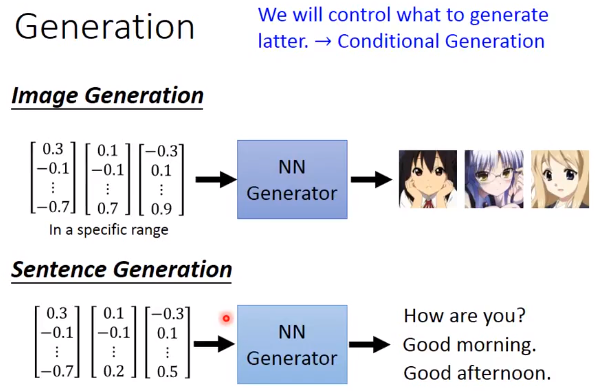 Generation
We will control what to generate
latter. → Conditional Generation
Image Generation
[0.3 −0.1 ⋮ −0.7] [0.1 −0.1 ⋮ 0.7] [−0.3 0.1 ⋮ 0.9]
In a specific range
NN
Generator
Sentence Generation
[0.3 −0.1 ⋮ −0.7] [0.1 −0.1 ⋮ 0.2] [−0.3 0.1 ⋮ 0.5]
NN
Generator
How are you?
Good morning.
Good afternoon.